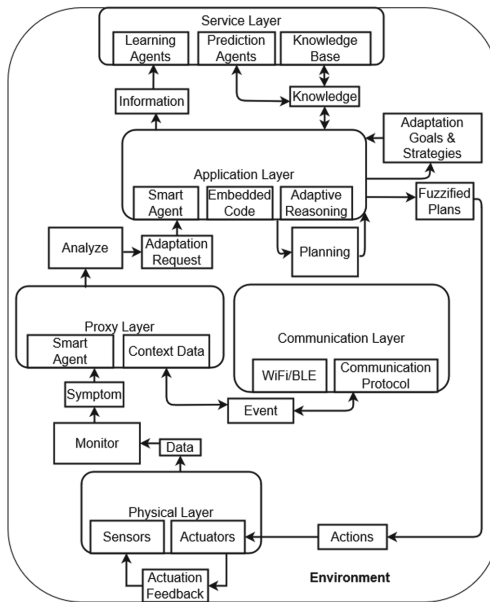 Service Layer
Learning
Agents
Prediction
Agents
Knowledge
Base
Information
Knowledge
Adaptation
Goals &
Strategies
Application Layer
Smart
Agent
Embedded
Code
Adaptive
Reasoning
Fuzzified
Plans
Analyze
Adaptation
Request
Planning
Proxy Layer
Smart
Agent
Context Data
Communication Layer
WiFi/BLE
Communication
Protocol
Symptom
Event
Monitor
Data
Physical Layer
Sensors
Actuators
Actions
Actuation
Feedback
Environment